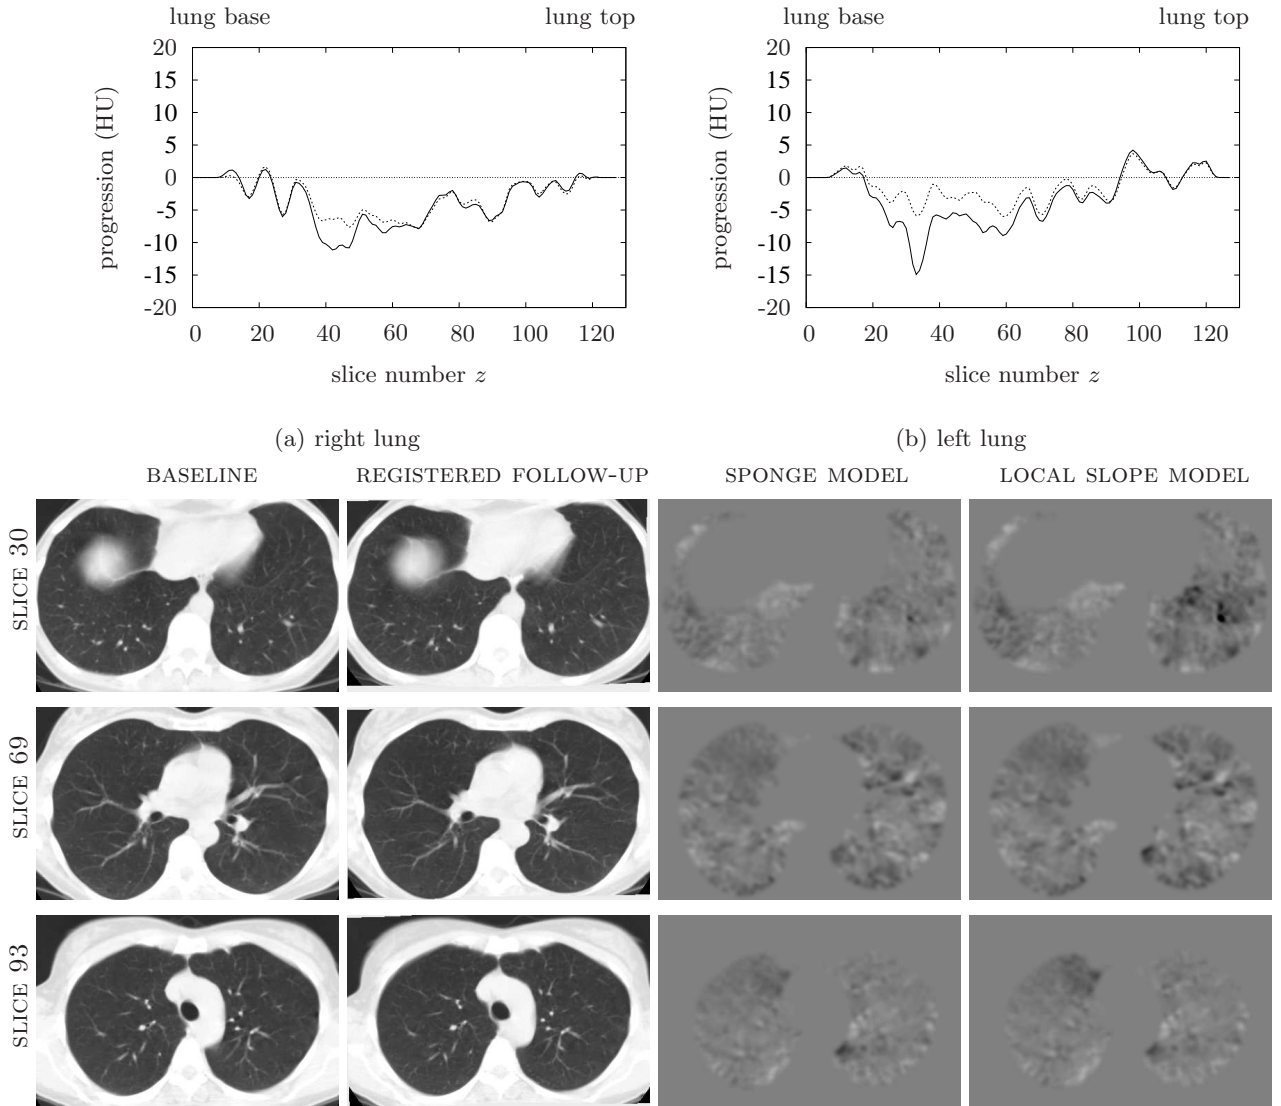 lung base lung top
20
15
10
5
0
-5
-10
-15
-20
progression (HU)
0 20 40 60 80 100 120
slice number z
(a) right lung
lung base lung top
20
15
10
5
0
-5
-10
-15
-20
progression (HU)
0 20 40 60 80 100 120
slice number z
(b) left lung
BASELINE REGISTERED FOLLOW-UP SPONGE MODEL LOCAL SLOPE MODEL
SLICE 30
SLICE 69
SLICE 93